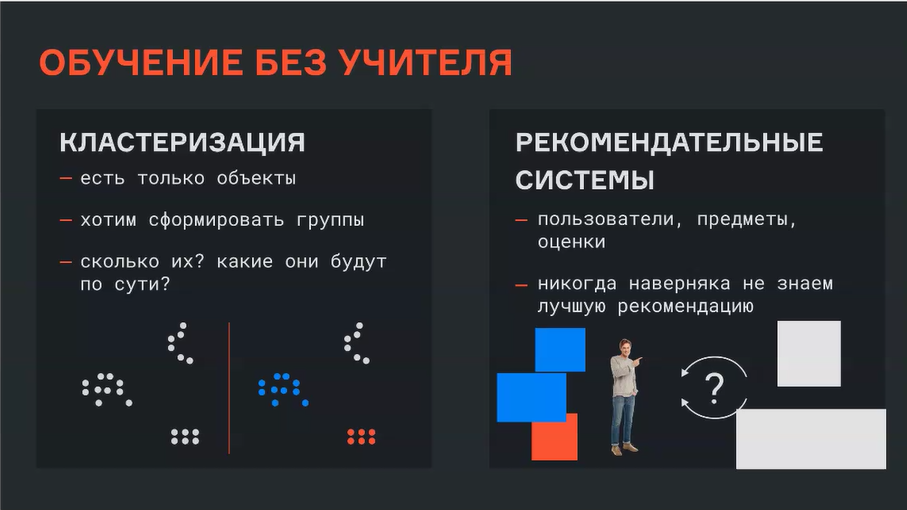 ОБУЧЕНИЕ БЕЗ УЧИТЕЛЯ
КЛАСТЕРИЗАЦИЯ
— есть только объекты
— хотим сформировать группы
— сколько их? какие они будут
по сути?
РЕКОМЕНДАТЕЛЬНЫЕ
СИСТЕМЫ
— пользователи, предметы,
оценки
— никогда наверняка не знаем
лучшую рекомендацию
?